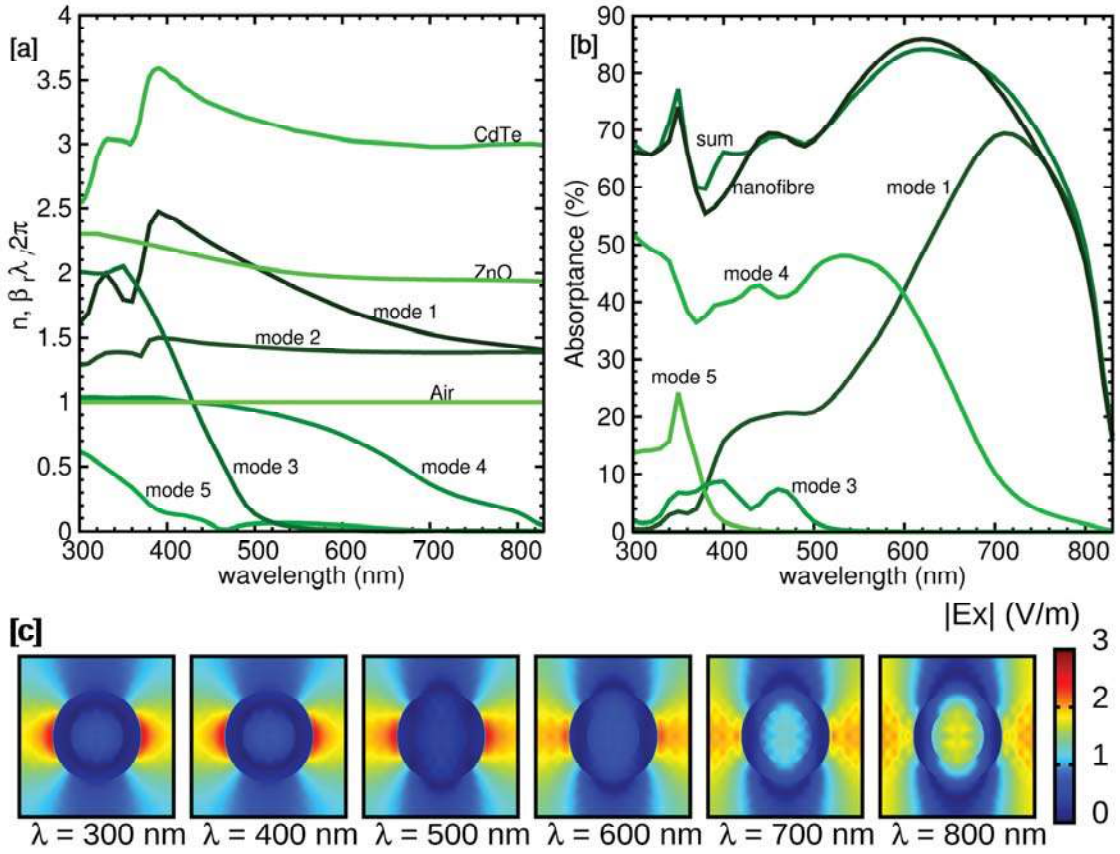 [a]
4
3.5
3
2.5
2
1.5
1
0.5
0
n, βrλ/2π
CdTe
ZnO
mode 1
mode 2
Air
mode 3
mode 4
mode 5
300 400 500 600 700 800
wavelength (nm)
[b]
90
80
70
60
50
40
30
20
10
0
Absorptance (%)
sum
nanofibre
mode 1
mode 4
mode 5
mode 3
300 400 500 600 700 800
wavelength (nm)
[c]
|Ex| (V/m)
3
2
1
0
λ = 300 nm λ = 400 nm λ = 500 nm λ = 600 nm λ = 700 nm λ = 800 nm